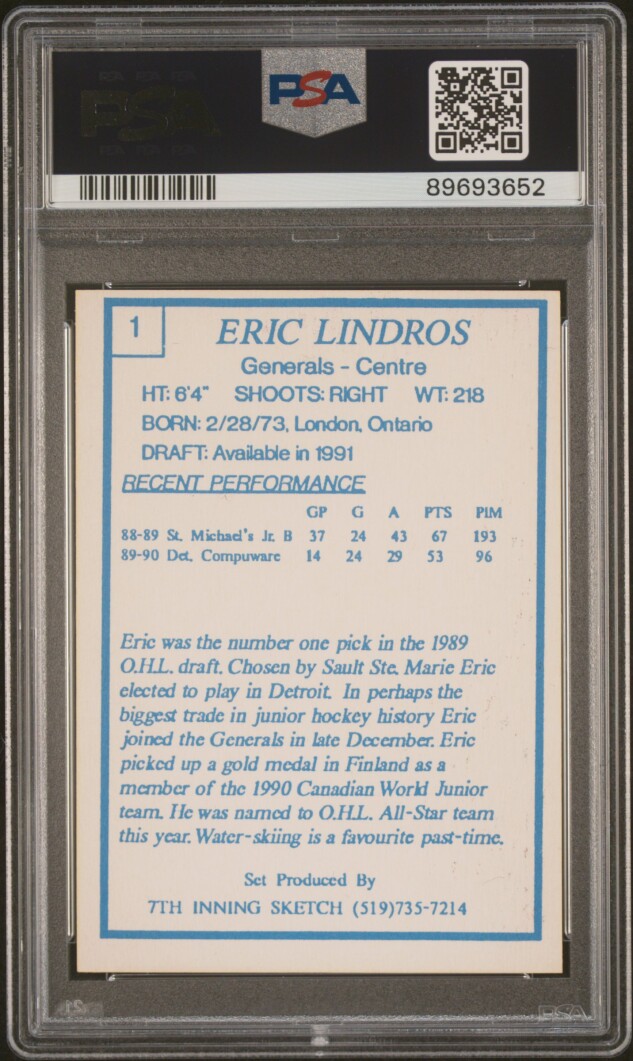 PSA
89693652
1
ERIC LINDROS
Generals - Centre
HT: 6'4" SHOOTS: RIGHT WT: 218
BORN: 2/28/73, London, Ontario
DRAFT: Available in 1991
RECENT PERFORMANCE
GP G A PTS PIM
88-89 St. Michael's Jr. B 37 24 43 67 193
89-90 Det. Compuware 14 24 29 53 96
Eric was the number one pick in the 1989
O.H.L. draft. Chosen by Sault Ste. Marie Eric
elected to play in Detroit. In perhaps the
biggest trade in junior hockey history Eric
joined the Generals in late December. Eric
picked up a gold medal in Finland as a
member of the 1990 Canadian World Junior
team. He was named to O.H.L. All-Star team
this year. Water-skiing is a favourite past-time.
Set Produced By
7TH INNING SKETCH (519)735-7214
PSA